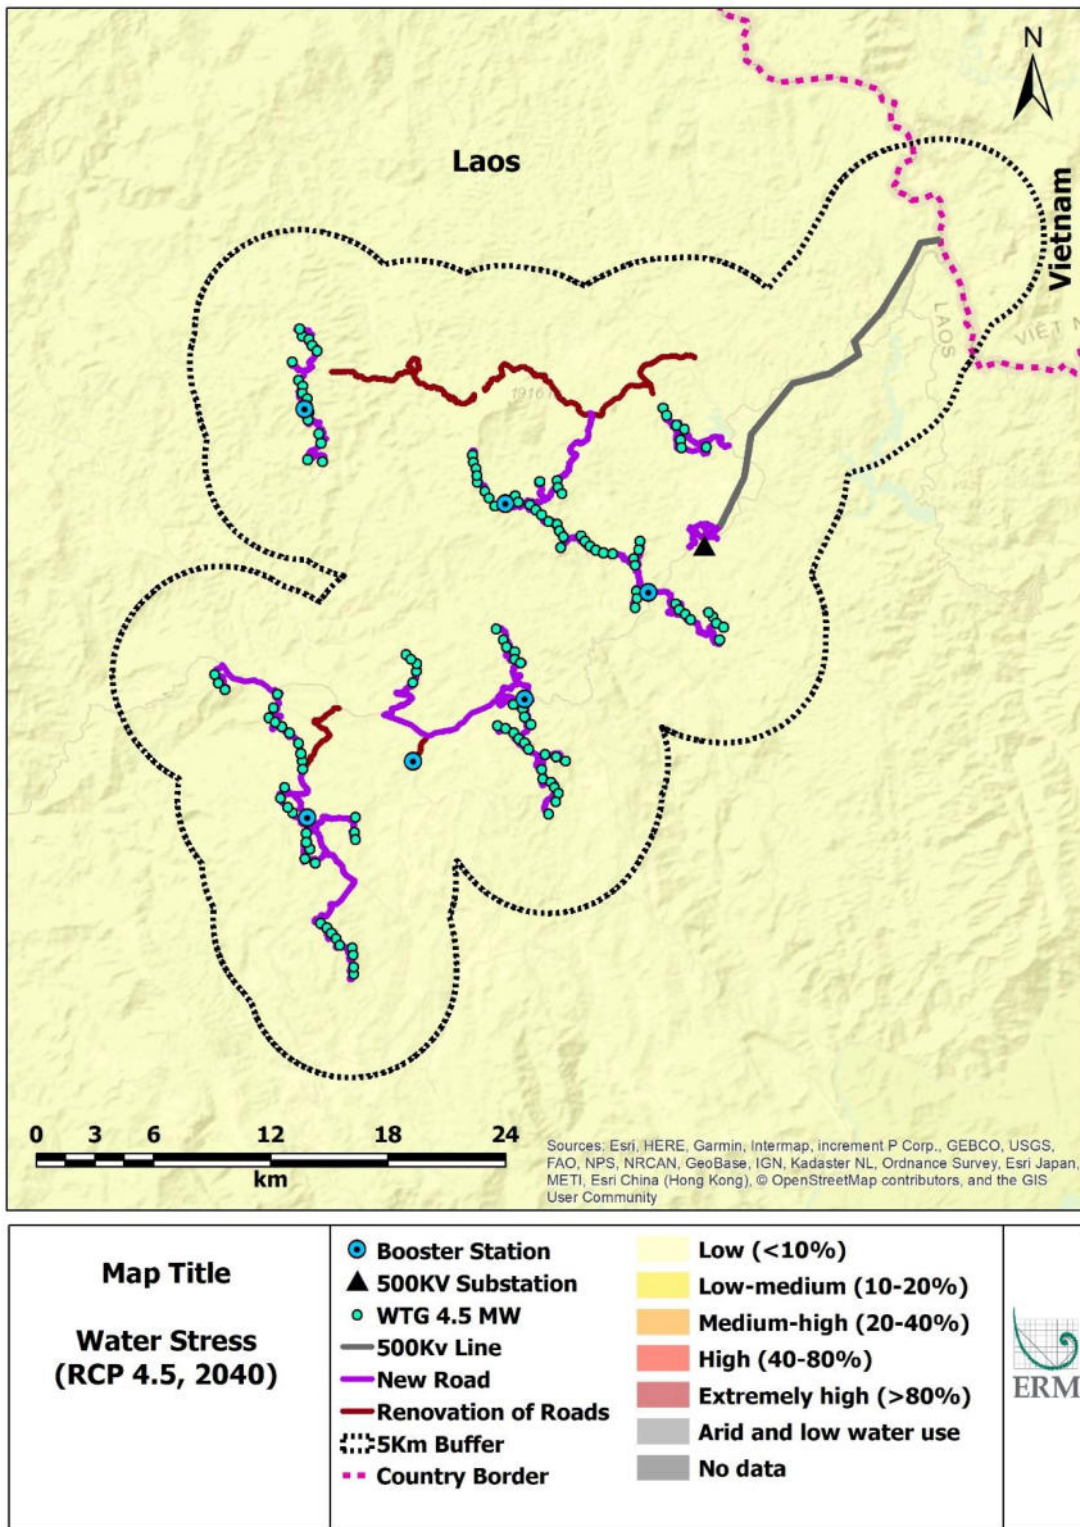 N
Laos
Vietnam
LAOS
VIÊT N
1916
0 3 6 12 18 24
km
Sources: Esri, HERE, Garmin, Intermap, increment P Corp., GEBCO, USGS,
FAO, NPS, NRCAN, GeoBase, IGN, Kadaster NL, Ordnance Survey, Esri Japan,
METI, Esri China (Hong Kong), © OpenStreetMap contributors, and the GIS
User Community
Map Title
Water Stress
(RCP 4.5, 2040)
Booster Station
500KV Substation
WTG 4.5 MW
500Kv Line
New Road
Renovation of Roads
5Km Buffer
Country Border
Low (<10%)
Low-medium (10-20%)
Medium-high (20-40%)
High (40-80%)
Extremely high (>80%)
Arid and low water use
No data
ERM